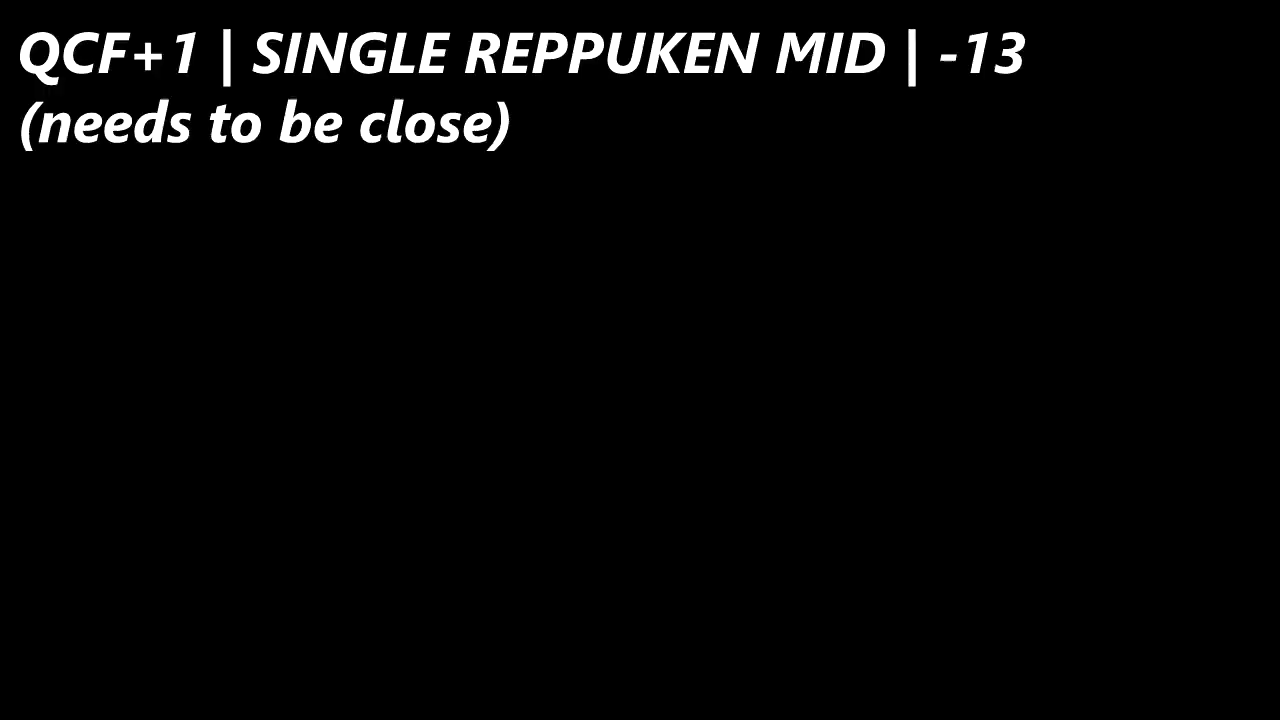 QCF+1 | SINGLE REPPUKEN MID | -13
(needs to be close)